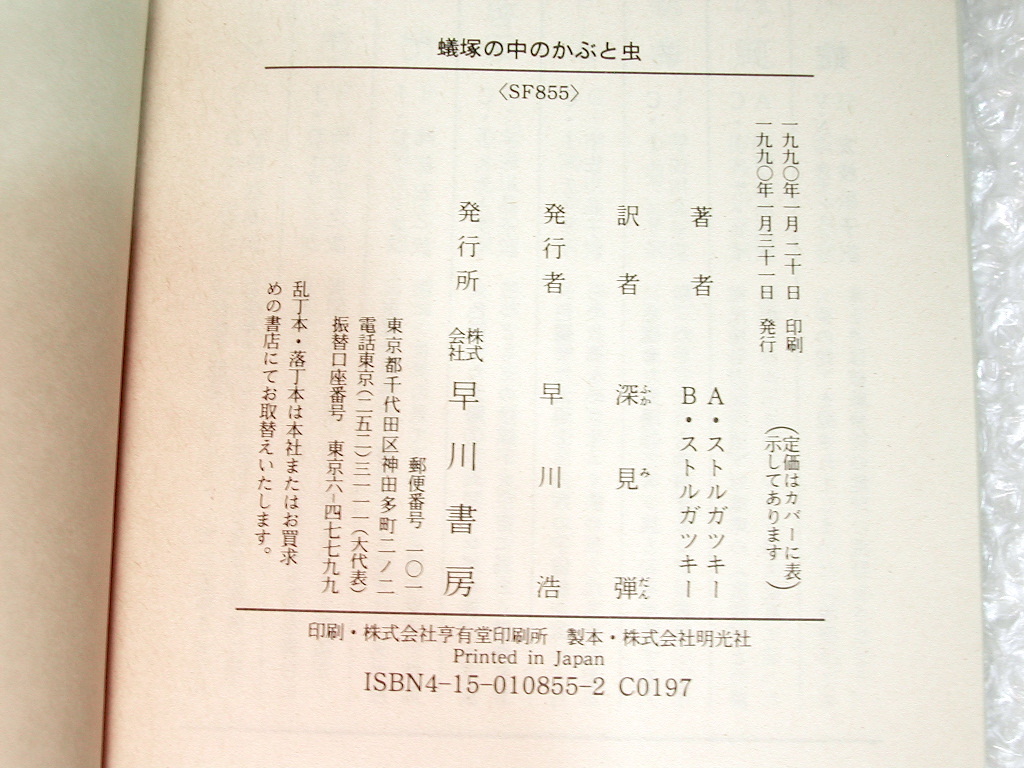 蟻塚の中のかぶと虫
〈SF855〉
一九九〇年一月二十日 印刷
一九九〇年一月三十一日 発行
(定価はカバーに表示してあります)
著者 A・ストルガツキー
B・ストルガツキー
訳者 深見弾
ふかみだん
発行者 早川浩
発行所 株式会社早川書房
郵便番号 一〇一
東京都千代田区神田多町二ノ二
電話東京(二五二)三一一一(大代表)
振替口座番号 東京六-四七七九九
乱丁本・落丁本は本社またはお買求
めの書店にてお取替えいたします。
印刷・株式会社亨有堂印刷所 製本・株式会社明光社
Printed in Japan
ISBN4-15-010855-2 C0197